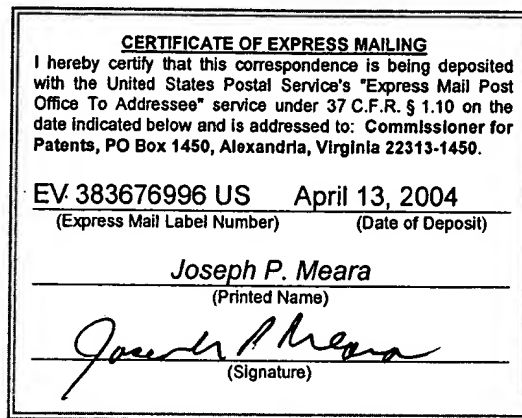 CERTIFICATE OF EXPRESS MAILING
I hereby certify that this correspondence is being deposited
with the United States Postal Service's "Express Mail Post
Office To Addressee" service under 37 C.F.R. § 1.10 on the
date indicated below and is addressed to: Commissioner for
Patents, PO Box 1450, Alexandria, Virginia 22313-1450.
EV 383676996 US April 13, 2004
(Express Mail Label Number) (Date of Deposit)
Joseph P. Meara
(Printed Name)
Joseph P Meara
(Signature)